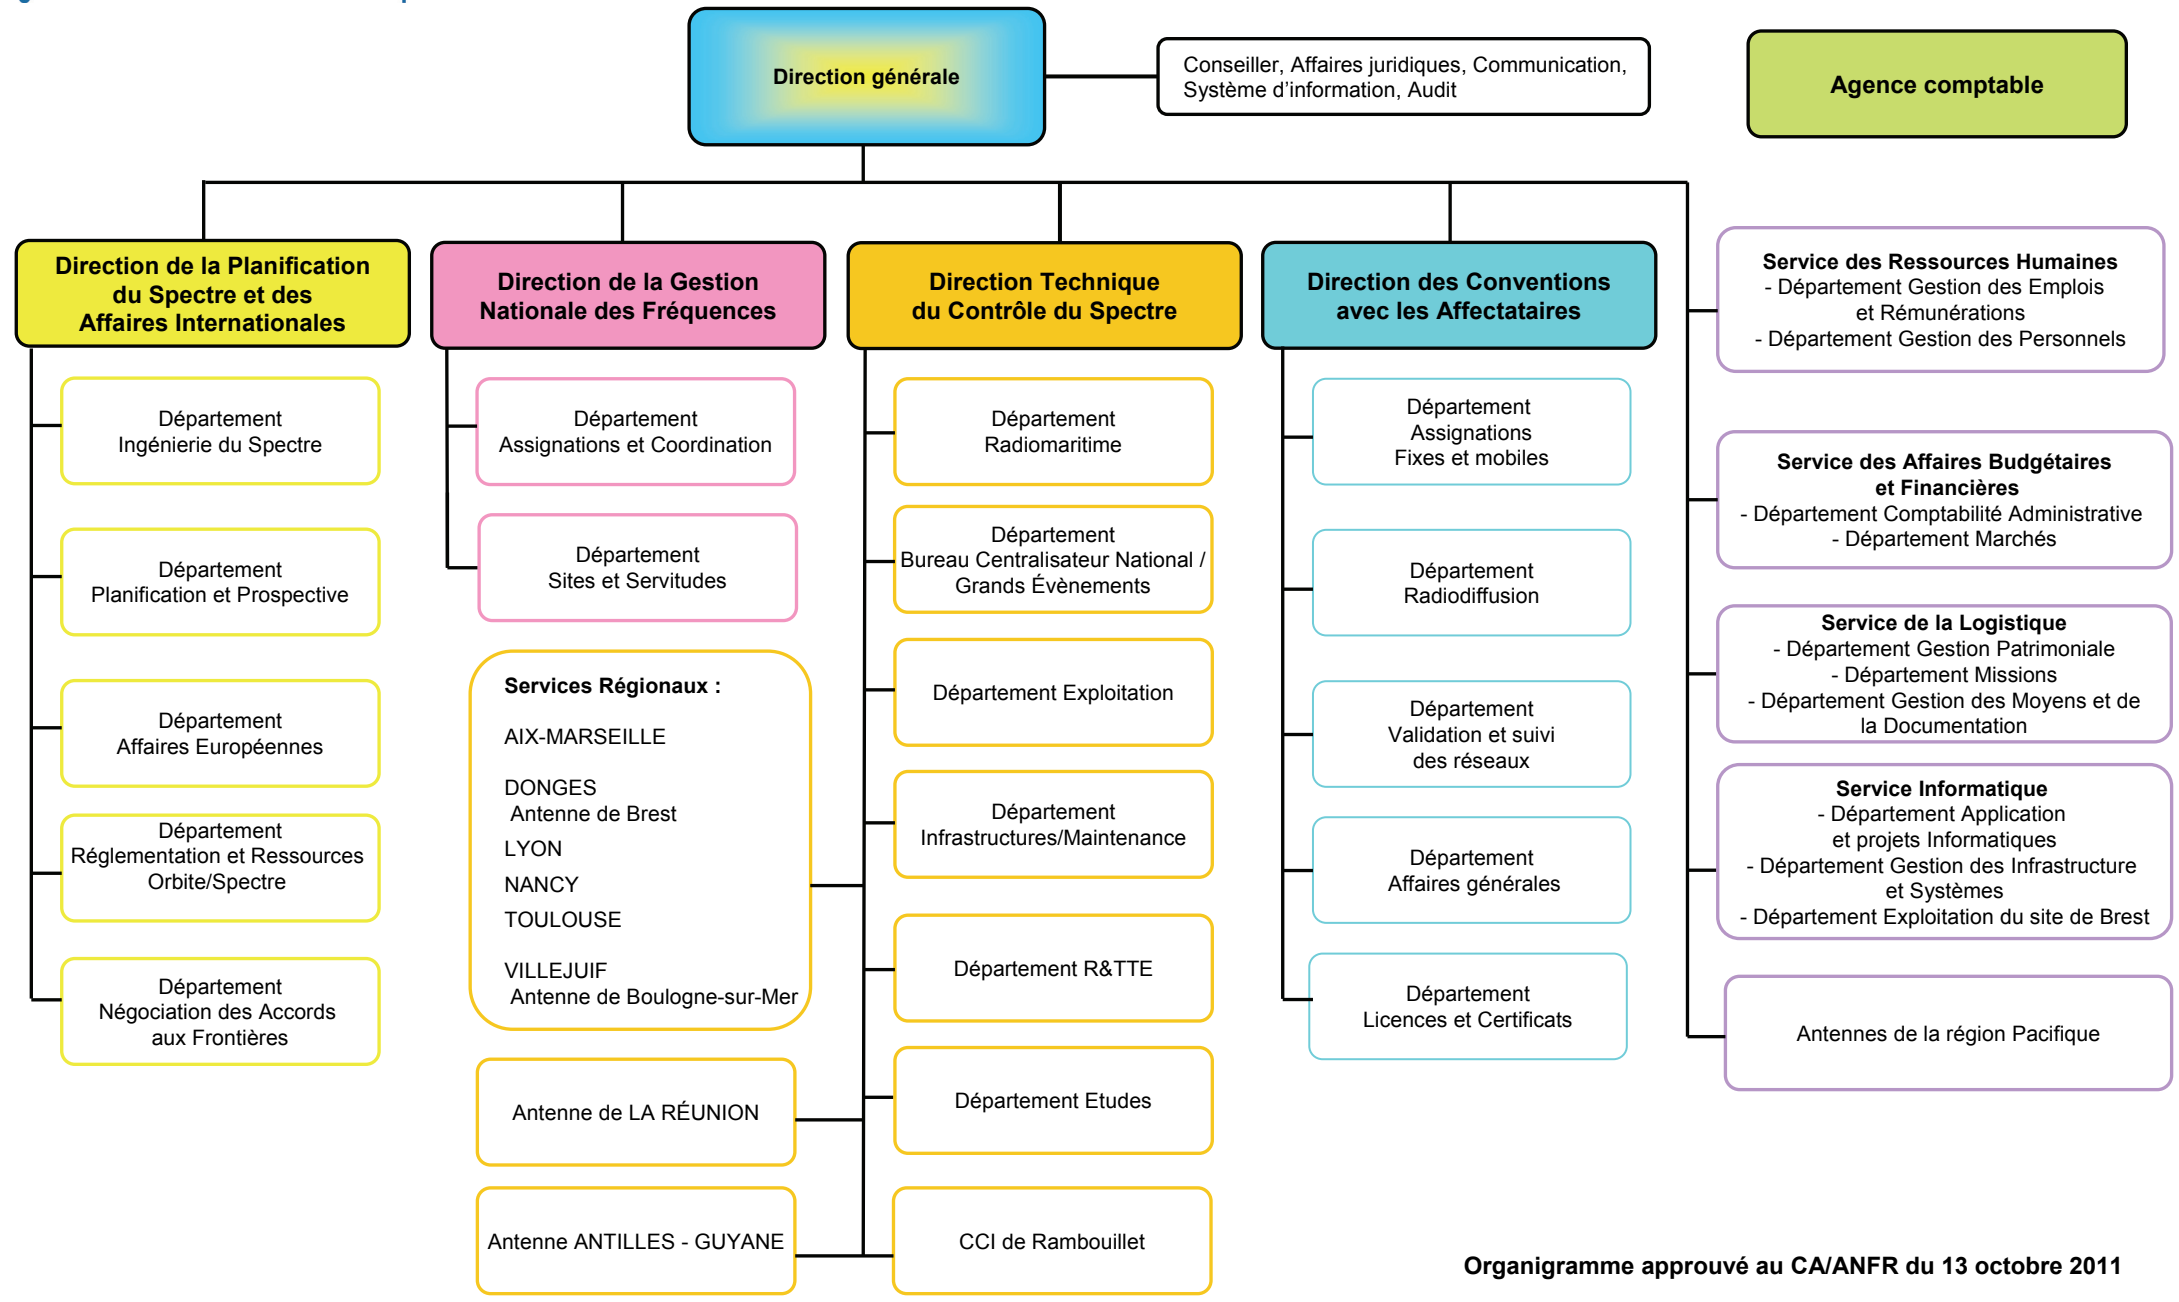 Direction générale
Conseiller, Affaires juridiques, Communication,
Système d’information, Audit
Agence comptable
Direction de la Planification
du Spectre et des
Affaires Internationales
Département
Ingénierie du Spectre
Département
Planification et Prospective
Département
Affaires Européennes
Département
Réglementation et Ressources
Orbite/Spectre
Département
Négociation des Accords
aux Frontières
Direction de la Gestion
Nationale des Fréquences
Département
Assignations et Coordination
Département
Sites et Servitudes
Services Régionaux :
AIX-MARSEILLE
DONGES
Antenne de Brest
LYON
NANCY
TOULOUSE
VILLEJUIF
Antenne de Boulogne-sur-Mer
Antenne de LA RÉUNION
Antenne ANTILLES - GUYANE
Direction Technique
du Contrôle du Spectre
Département
Radiomaritime
Département
Bureau Centralisateur National /
Grands Évènements
Département Exploitation
Département
Infrastructures/Maintenance
Département R&TTE
Département Etudes
CCI de Rambouillet
Direction des Conventions
avec les Affectataires
Département
Assignations
Fixes et mobiles
Département
Radiodiffusion
Département
Validation et suivi
des réseaux
Département
Affaires générales
Département
Licences et Certificats
Service des Ressources Humaines
- Département Gestion des Emplois
et Rémunérations
- Département Gestion des Personnels
Service des Affaires Budgétaires
et Financières
- Département Comptabilité Administrative
- Département Marchés
Service de la Logistique
- Département Gestion Patrimoniale
- Département Missions
- Département Gestion des Moyens et de
la Documentation
Service Informatique
- Département Application
et projets Informatiques
- Département Gestion des Infrastructure
et Systèmes
- Département Exploitation du site de Brest
Antennes de la région Pacifique
Organigramme approuvé au CA/ANFR du 13 octobre 2011